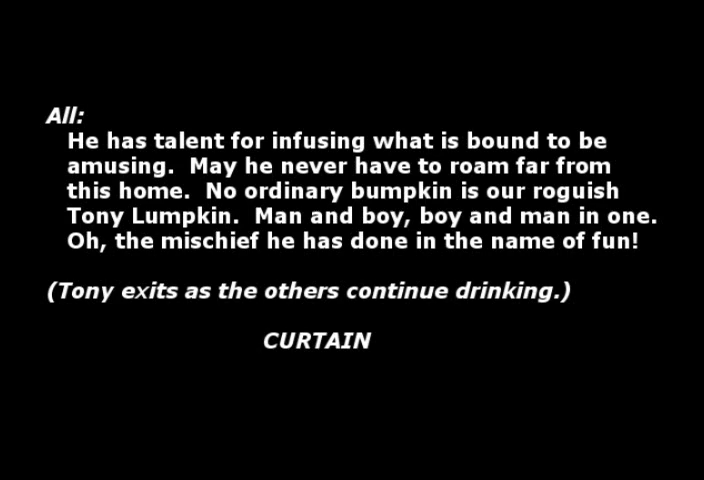 All:
He has talent for infusing what is bound to be
amusing.  May he never have to roam far from
this home.  No ordinary bumpkin is our roguish
Tony Lumpkin.  Man and boy, boy and man in one.
Oh, the mischief he has done in the name of fun!
(Tony exits as the others continue drinking.)
CURTAIN